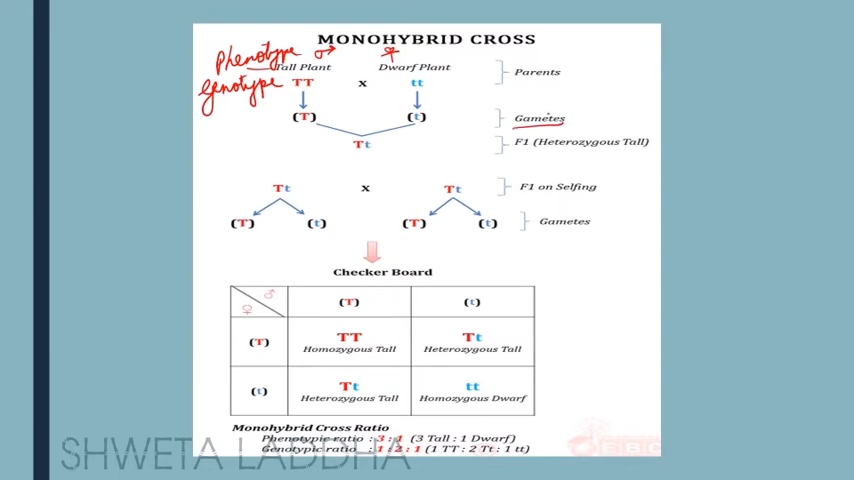 MONOHYBRID CROSS
Phenotype ♂ ♀
Tall Plant Dwarf Plant
Parents
Genotype TT x tt
(T) (t) Gametes
Tt F1 (Heterozygous Tall)
Tt x Tt F1 on Selfing
(T) (t) (T) (t) Gametes
Checker Board
♂ (T) (t)
♀
(T) TT Tt
Homozygous Tall Heterozygous Tall
(t) Tt tt
Heterozygous Tall Homozygous Dwarf
Monohybrid Cross Ratio
Phenotypic ratio : 3 : 1 (3 Tall : 1 Dwarf)
Genotypic ratio : 1 : 2 : 1 (1 TT : 2 Tt : 1 tt)
SHWETA LADDHA